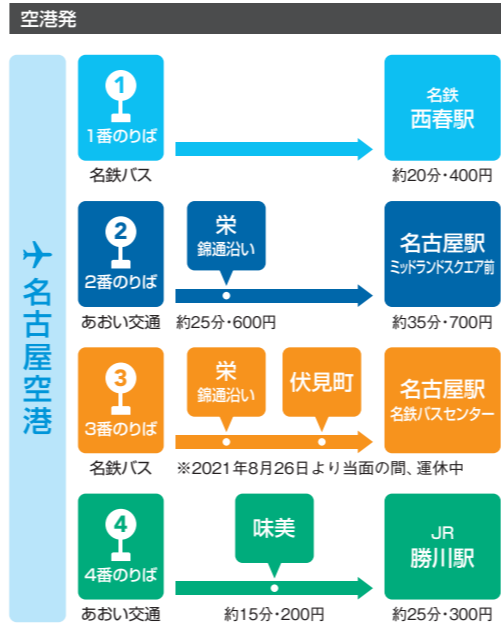 空港発
名古屋空港
1
1番のりば
名鉄バス
名鉄
西春駅
約20分・400円
2
2番のりば
あおい交通
栄
錦通沿い
約25分・600円
名古屋駅
ミッドランドスクエア前
約35分・700円
3
3番のりば
名鉄バス
栄
錦通沿い
伏見町
※2021年8月26日より当面の間、運休中
名古屋駅
名鉄バスセンター
4
4番のりば
あおい交通
味美
約15分・200円
JR
勝川駅
約25分・300円